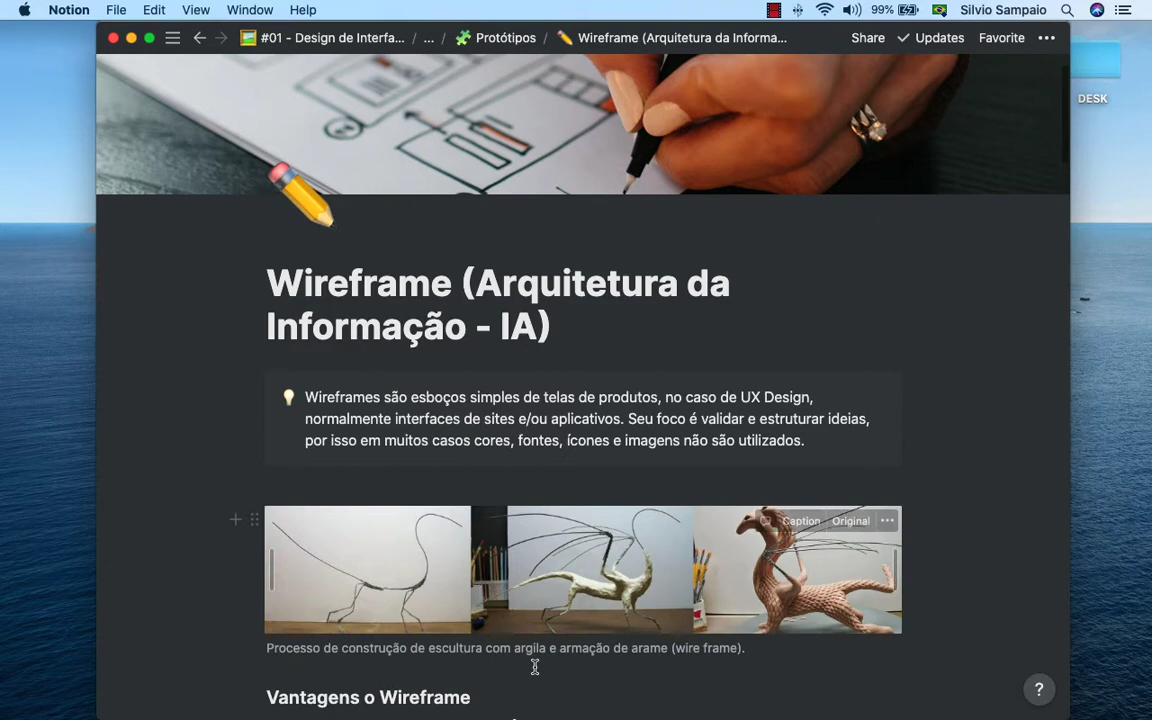 Notion File Edit View Window Help 99% Silvio Sampaio
#01 - Design de Interfa... / ... / Protótipos / Wireframe (Arquitetura da Informa... Share Updates Favorite
DESK
Wireframe (Arquitetura da
Informação - IA)
Wireframes são esboços simples de telas de produtos, no caso de UX Design,
normalmente interfaces de sites e/ou aplicativos. Seu foco é validar e estruturar ideias,
por isso em muitos casos cores, fontes, ícones e imagens não são utilizados.
Caption Original
Processo de construção de escultura com argila e armação de arame (wire frame).
Vantagens o Wireframe
?